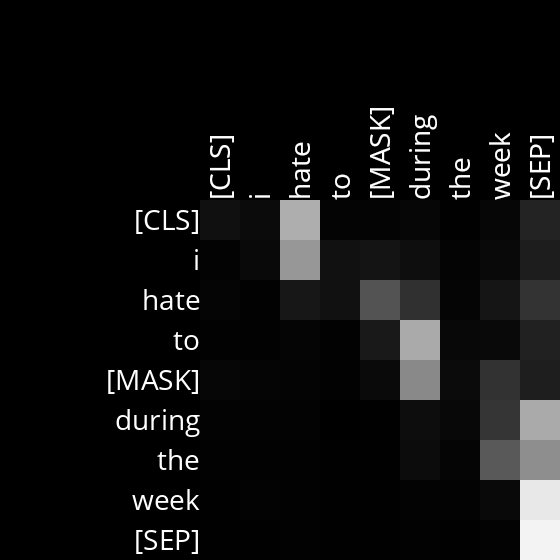 [CLS] i hate to [MASK] during the week [SEP]
[CLS]
i
hate
to
[MASK]
during
the
week
[SEP]